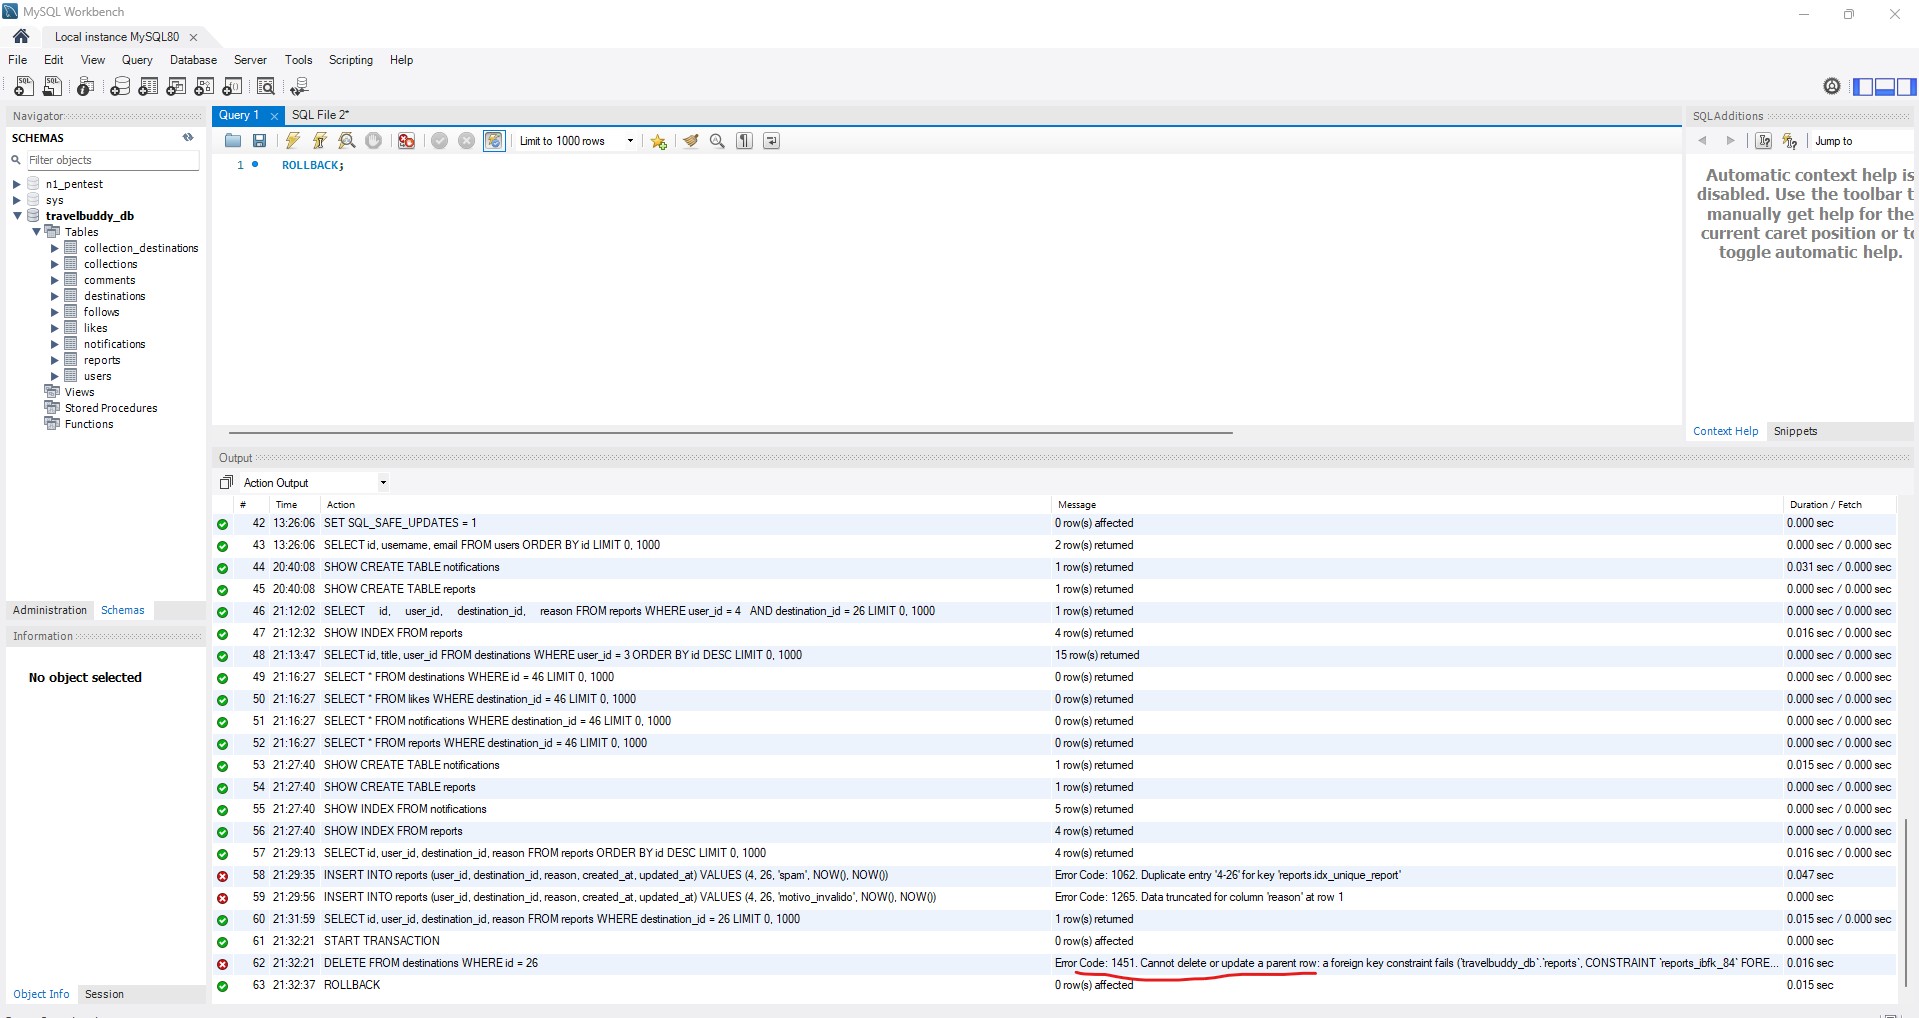 MySQL Workbench
Local instance MySQL80
File Edit View Query Database Server Tools Scripting Help
Navigator
SCHEMAS
Filter objects
n1_pentest
sys
travelbuddy_db
Tables
collection_destinations
collections
comments
destinations
follows
likes
notifications
reports
users
Views
Stored Procedures
Functions
Administration Schemas
Information
No object selected
Object Info Session
Query 1 SQL File 2*
Limit to 1000 rows
1 ROLLBACK;
SQLAdditions
Jump to
Automatic context help is
disabled. Use the toolbar t
manually get help for the
current caret position or to
toggle automatic help.
Context Help Snippets
Output
Action Output
# Time Action Message Duration / Fetch
42 13:26:06 SET SQL_SAFE_UPDATES = 1 0 row(s) affected 0.000 sec
43 13:26:06 SELECT id, username, email FROM users ORDER BY id LIMIT 0, 1000 2 row(s) returned 0.000 sec / 0.000 sec
44 20:40:08 SHOW CREATE TABLE notifications 1 row(s) returned 0.031 sec / 0.000 sec
45 20:40:08 SHOW CREATE TABLE reports 1 row(s) returned 0.000 sec / 0.000 sec
46 21:12:02 SELECT id, user_id, destination_id, reason FROM reports WHERE user_id = 4 AND destination_id = 26 LIMIT 0, 1000 1 row(s) returned 0.000 sec / 0.000 sec
47 21:12:32 SHOW INDEX FROM reports 4 row(s) returned 0.016 sec / 0.000 sec
48 21:13:47 SELECT id, title, user_id FROM destinations WHERE user_id = 3 ORDER BY id DESC LIMIT 0, 1000 15 row(s) returned 0.000 sec / 0.000 sec
49 21:16:27 SELECT * FROM destinations WHERE id = 46 LIMIT 0, 1000 0 row(s) returned 0.000 sec / 0.000 sec
50 21:16:27 SELECT * FROM likes WHERE destination_id = 46 LIMIT 0, 1000 0 row(s) returned 0.000 sec / 0.000 sec
51 21:16:27 SELECT * FROM notifications WHERE destination_id = 46 LIMIT 0, 1000 0 row(s) returned 0.000 sec / 0.000 sec
52 21:16:27 SELECT * FROM reports WHERE destination_id = 46 LIMIT 0, 1000 0 row(s) returned 0.000 sec / 0.000 sec
53 21:27:40 SHOW CREATE TABLE notifications 1 row(s) returned 0.015 sec / 0.000 sec
54 21:27:40 SHOW CREATE TABLE reports 1 row(s) returned 0.000 sec / 0.000 sec
55 21:27:40 SHOW INDEX FROM notifications 5 row(s) returned 0.000 sec / 0.000 sec
56 21:27:40 SHOW INDEX FROM reports 4 row(s) returned 0.000 sec / 0.000 sec
57 21:29:13 SELECT id, user_id, destination_id, reason FROM reports ORDER BY id DESC LIMIT 0, 1000 4 row(s) returned 0.016 sec / 0.000 sec
58 21:29:35 INSERT INTO reports (user_id, destination_id, reason, created_at, updated_at) VALUES (4, 26, 'spam', NOW(), NOW()) Error Code: 1062. Duplicate entry '4-26' for key 'reports.idx_unique_report' 0.047 sec
59 21:29:56 INSERT INTO reports (user_id, destination_id, reason, created_at, updated_at) VALUES (4, 26, 'motivo_invalido', NOW(), NOW()) Error Code: 1265. Data truncated for column 'reason' at row 1 0.000 sec
60 21:31:59 SELECT id, user_id, destination_id, reason FROM reports WHERE destination_id = 26 LIMIT 0, 1000 1 row(s) returned 0.015 sec / 0.000 sec
61 21:32:21 START TRANSACTION 0 row(s) affected 0.000 sec
62 21:32:21 DELETE FROM destinations WHERE id = 26 Error Code: 1451. Cannot delete or update a parent row: a foreign key constraint fails (`travelbuddy_db`.`reports`, CONSTRAINT `reports_ibfk_84` FORE... 0.016 sec
63 21:32:37 ROLLBACK 0 row(s) affected 0.015 sec